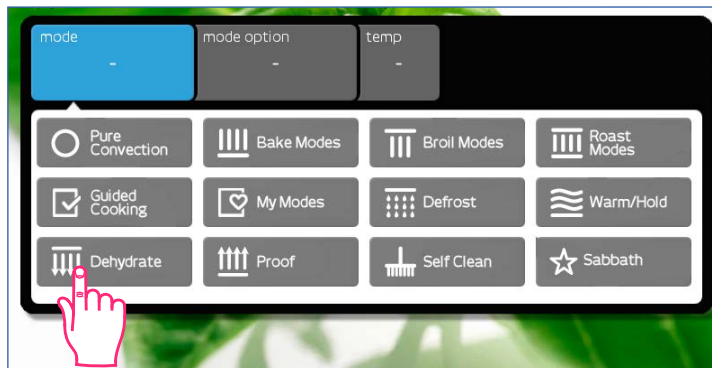 mode mode option temp
- - -
Pure Convection Bake Modes Broil Modes Roast Modes
Guided Cooking My Modes Defrost Warm/Hold
Dehydrate Proof Self Clean Sabbath